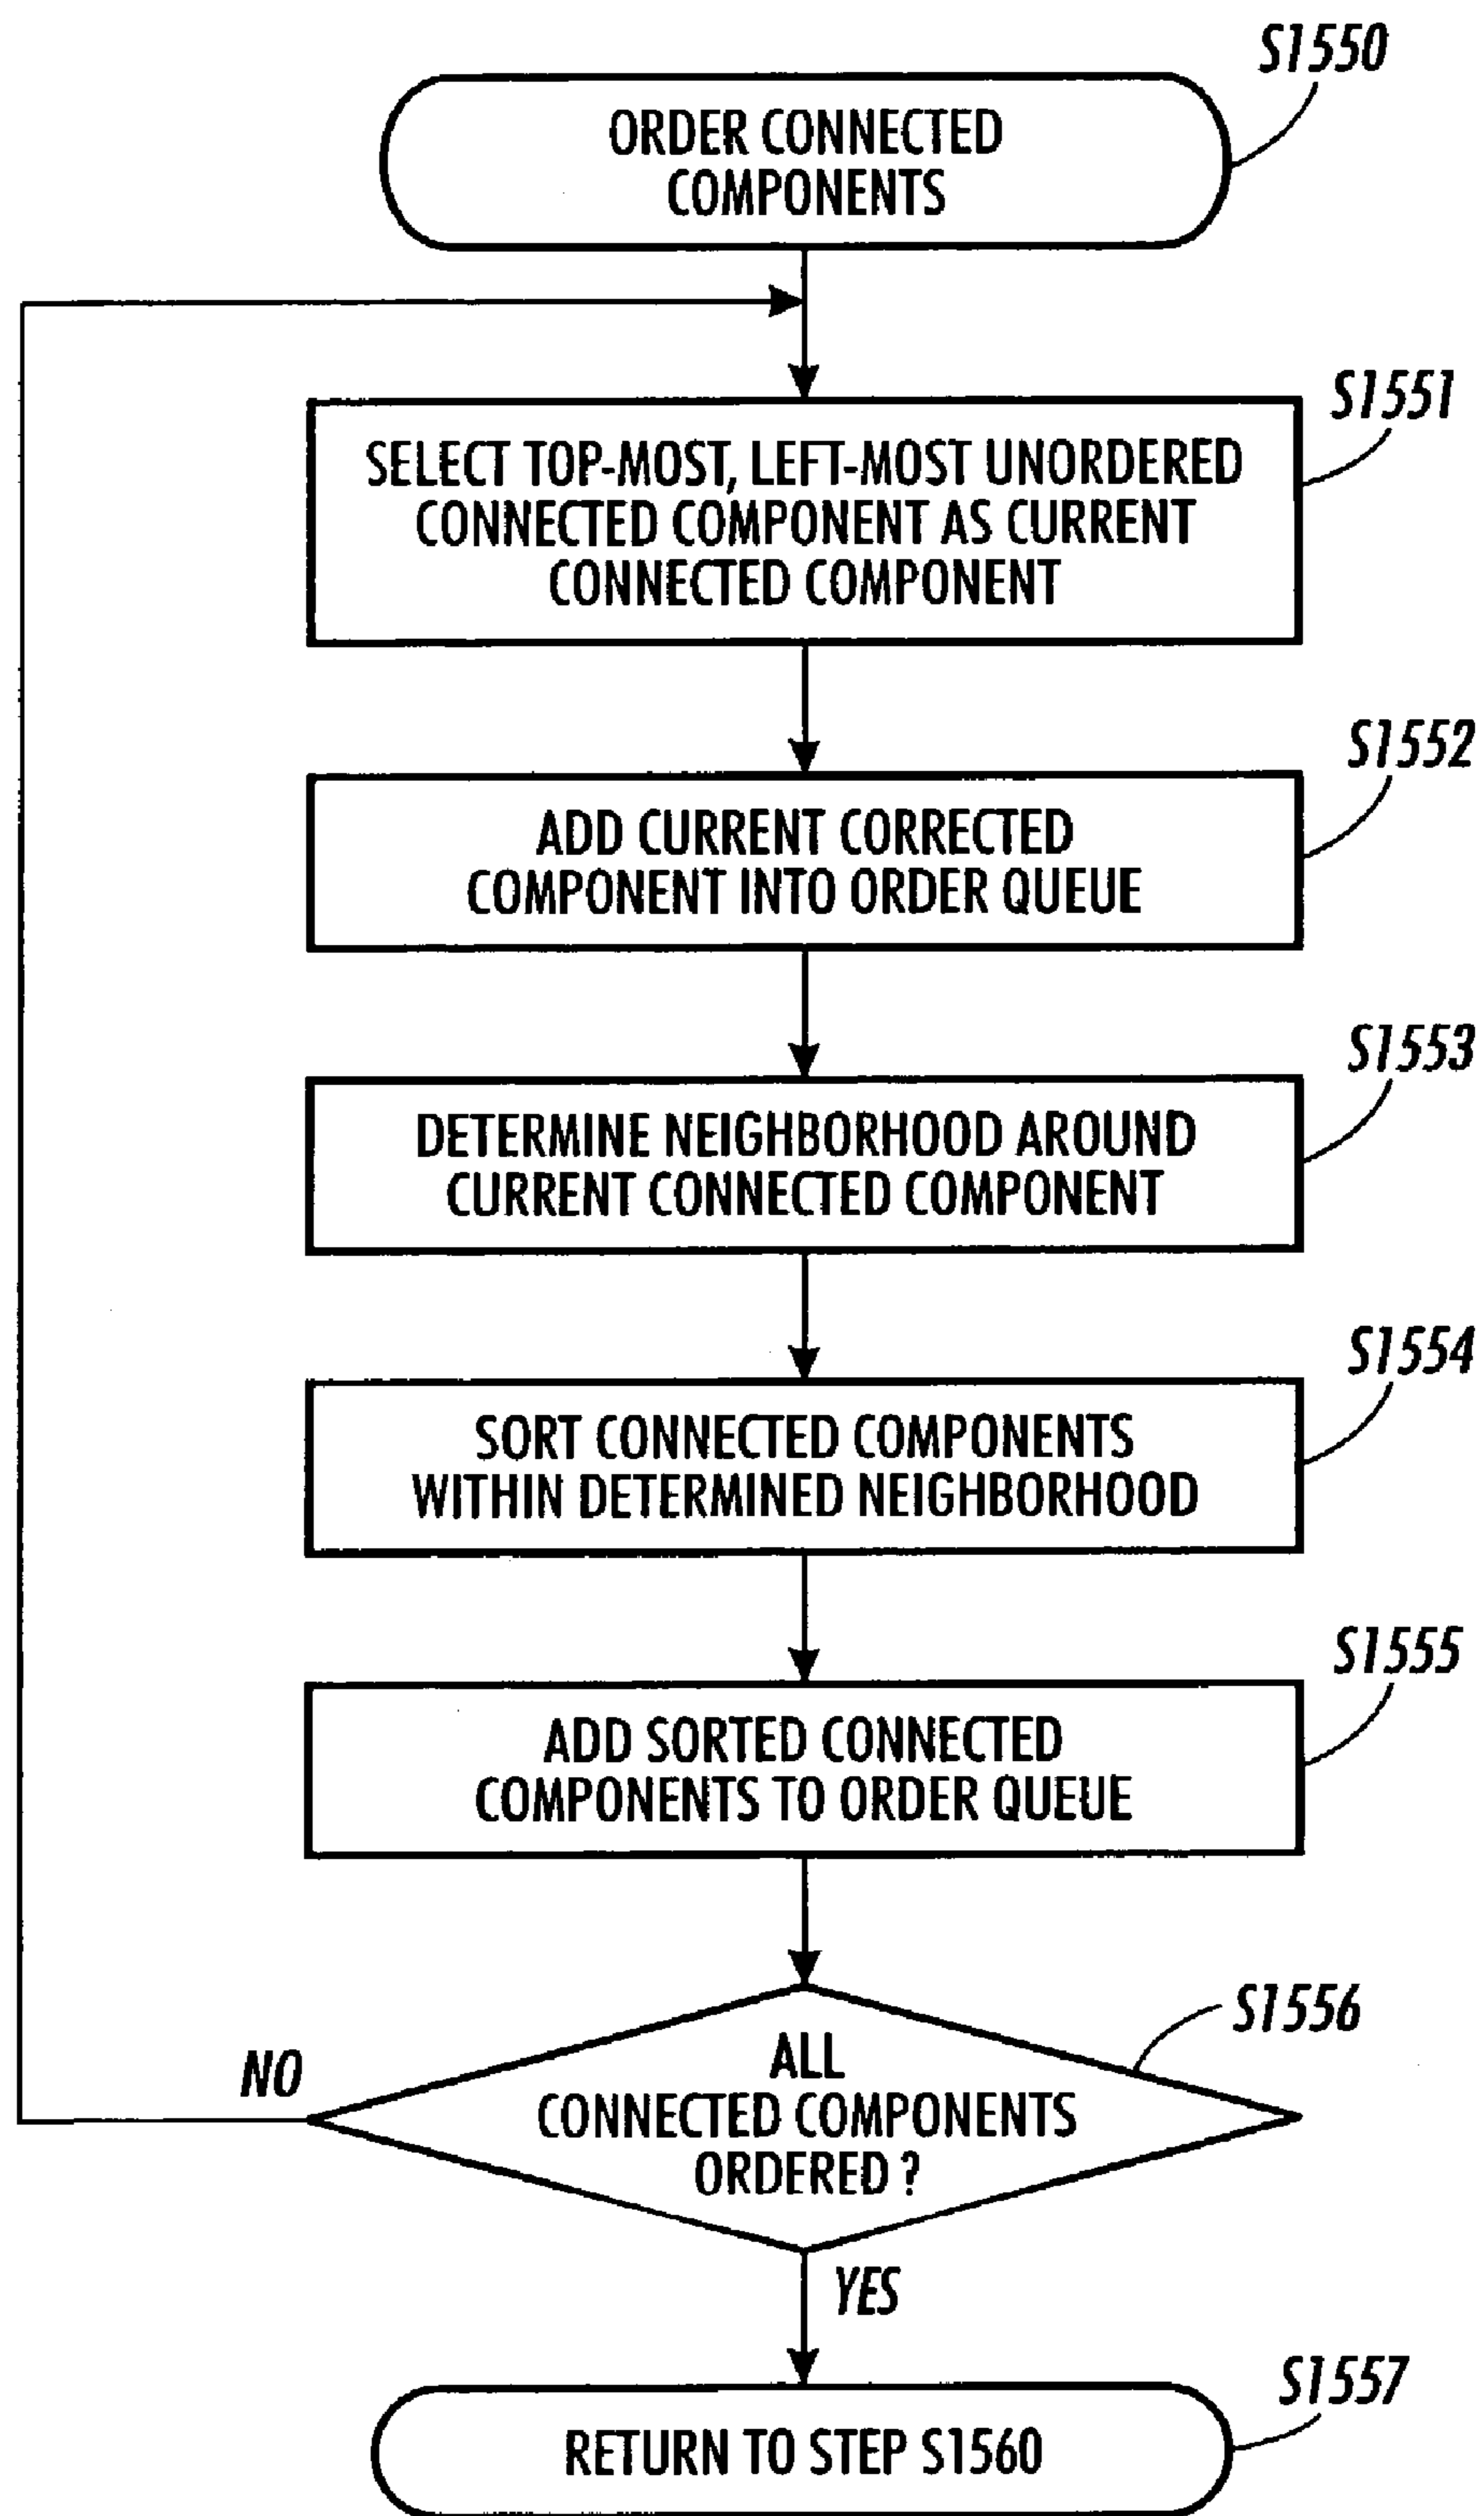 S1550
ORDER CONNECTED
COMPONENTS
S1551
SELECT TOP-MOST, LEFT-MOST UNORDERED
CONNECTED COMPONENT AS CURRENT
CONNECTED COMPONENT
S1552
ADD CURRENT CORRECTED
COMPONENT INTO ORDER QUEUE
S1553
DETERMINE NEIGHBORHOOD AROUND
CURRENT CONNECTED COMPONENT
S1554
SORT CONNECTED COMPONENTS
WITHIN DETERMINED NEIGHBORHOOD
S1555
ADD SORTED CONNECTED
COMPONENTS TO ORDER QUEUE
S1556
ALL
CONNECTED COMPONENTS
ORDERED ?
NO
YES
S1557
RETURN TO STEP S1560